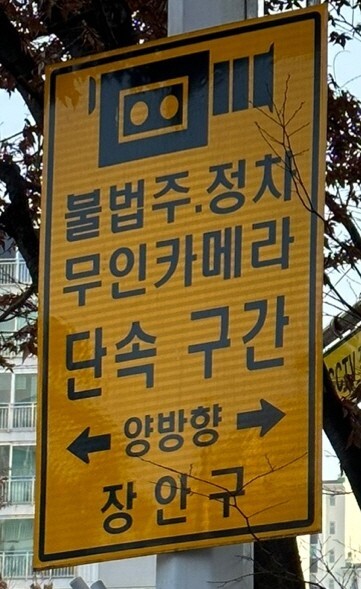 불법주.정차
무인카메라
단속 구간
← 양방향 →
장안구
CCTV